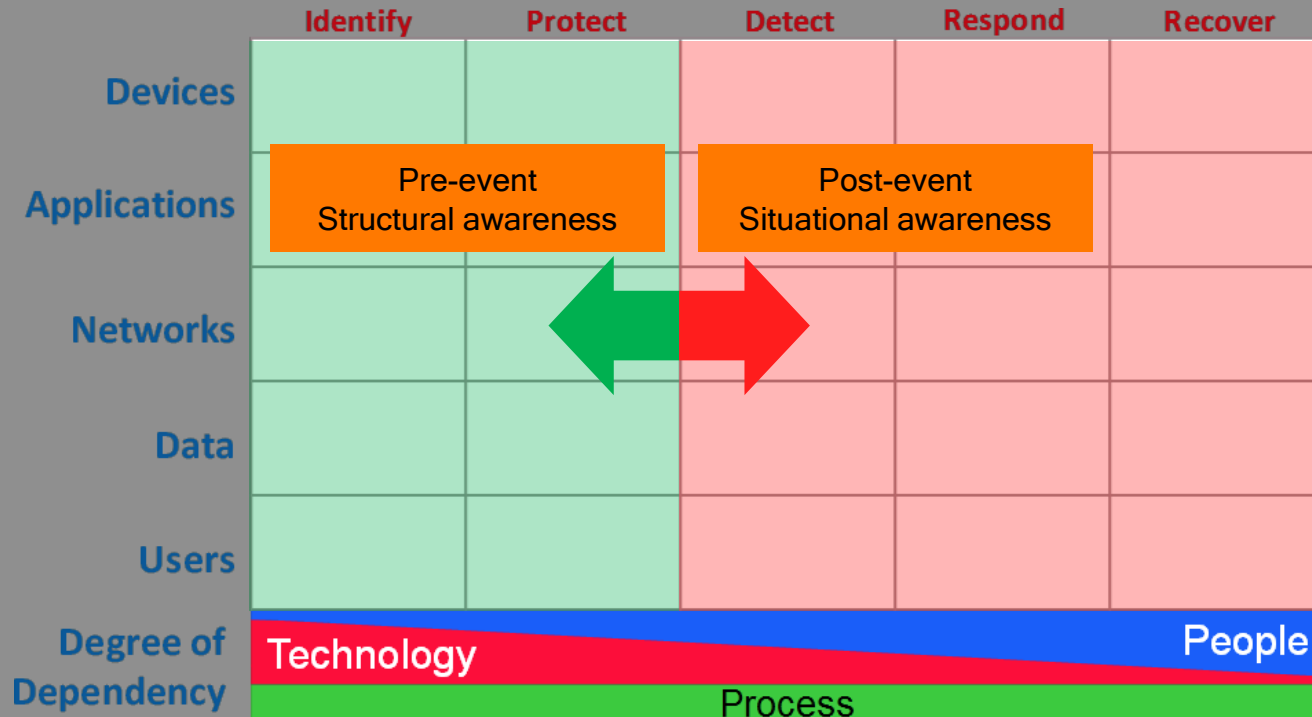 Identify Protect Detect Respond Recover
Devices
Applications
Pre-event
Structural awareness
Post-event
Situational awareness
Networks
Data
Users
Degree of
Dependency
Technology
People
Process